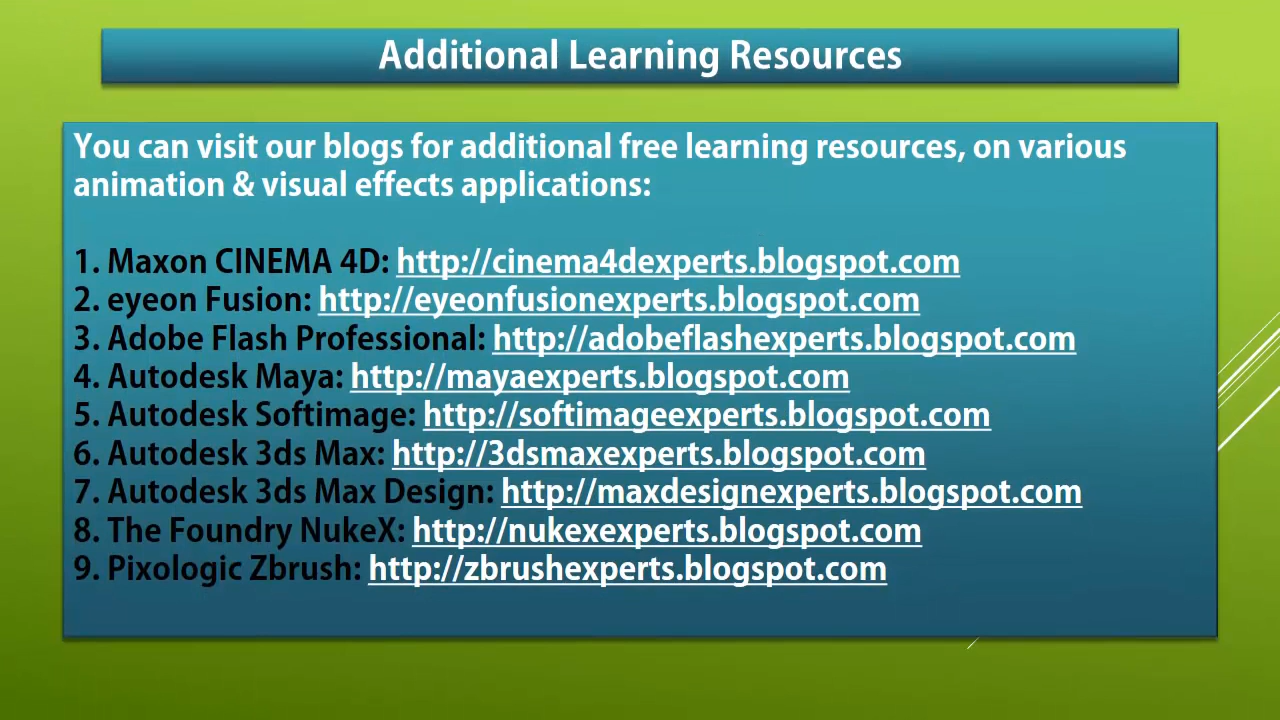 Additional Learning Resources
You can visit our blogs for additional free learning resources, on various
animation & visual effects applications:
1. Maxon CINEMA 4D: http://cinema4dexperts.blogspot.com
2. eyeon Fusion: http://eyeonfusionexperts.blogspot.com
3. Adobe Flash Professional: http://adobeflashexperts.blogspot.com
4. Autodesk Maya: http://mayaexperts.blogspot.com
5. Autodesk Softimage: http://softimageexperts.blogspot.com
6. Autodesk 3ds Max: http://3dsmaxexperts.blogspot.com
7. Autodesk 3ds Max Design: http://maxdesignexperts.blogspot.com
8. The Foundry NukeX: http://nukexexperts.blogspot.com
9. Pixologic Zbrush: http://zbrushexperts.blogspot.com